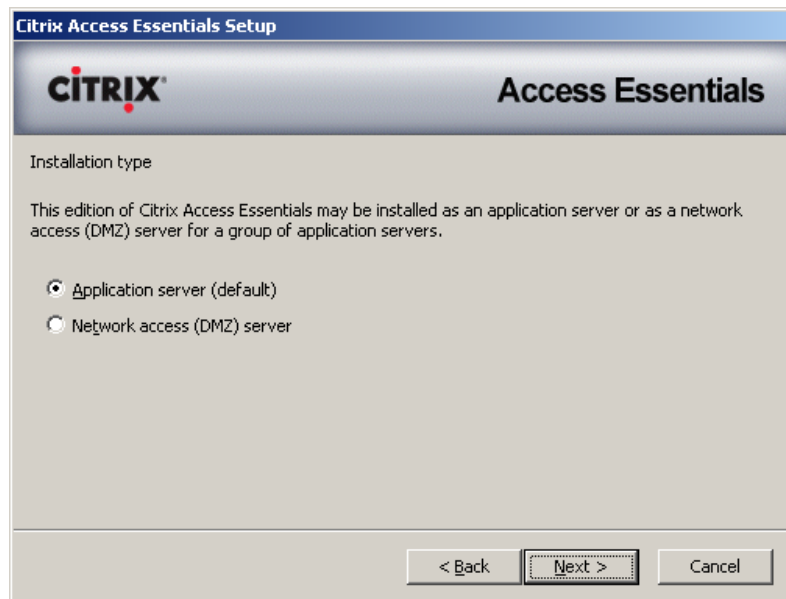 Citrix Access Essentials Setup
CİTRIX
Access Essentials
Installation type
This edition of Citrix Access Essentials may be installed as an application server or as a network
access (DMZ) server for a group of application servers.
Application server (default)
Network access (DMZ) server
< Back
Next >
Cancel